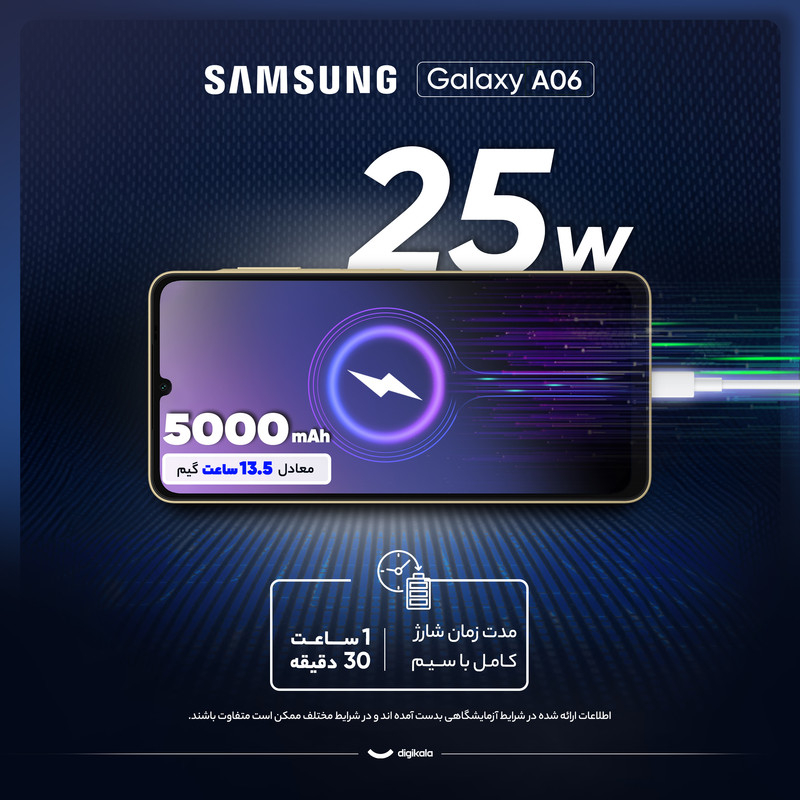 SAMSUNG Galaxy A06
25w
5000mAh
معادل 13.5 ساعت گیم
مدت زمان شارژ
کامل با سیم
1 ساعت
30 دقیقه
اطلاعات ارائه شده در شرایط آزمایشگاهی بدست آمده اند و در شرایط مختلف ممکن است متفاوت باشند.
digikala